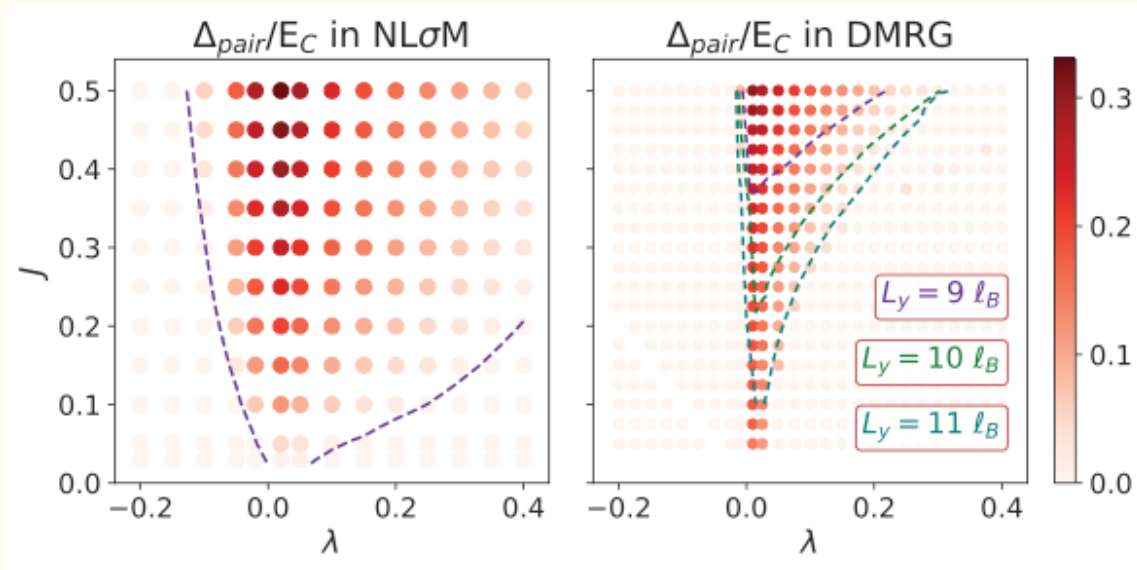 Δpair/EC in NLσM
Δpair/EC in DMRG
J
0.5
0.4
0.3
0.2
0.1
0.0
−0.2
0.0
0.2
0.4
λ
Ly = 9 ℓB
Ly = 10 ℓB
Ly = 11 ℓB
−0.2
0.0
0.2
0.4
λ
0.3
0.2
0.1
0.0